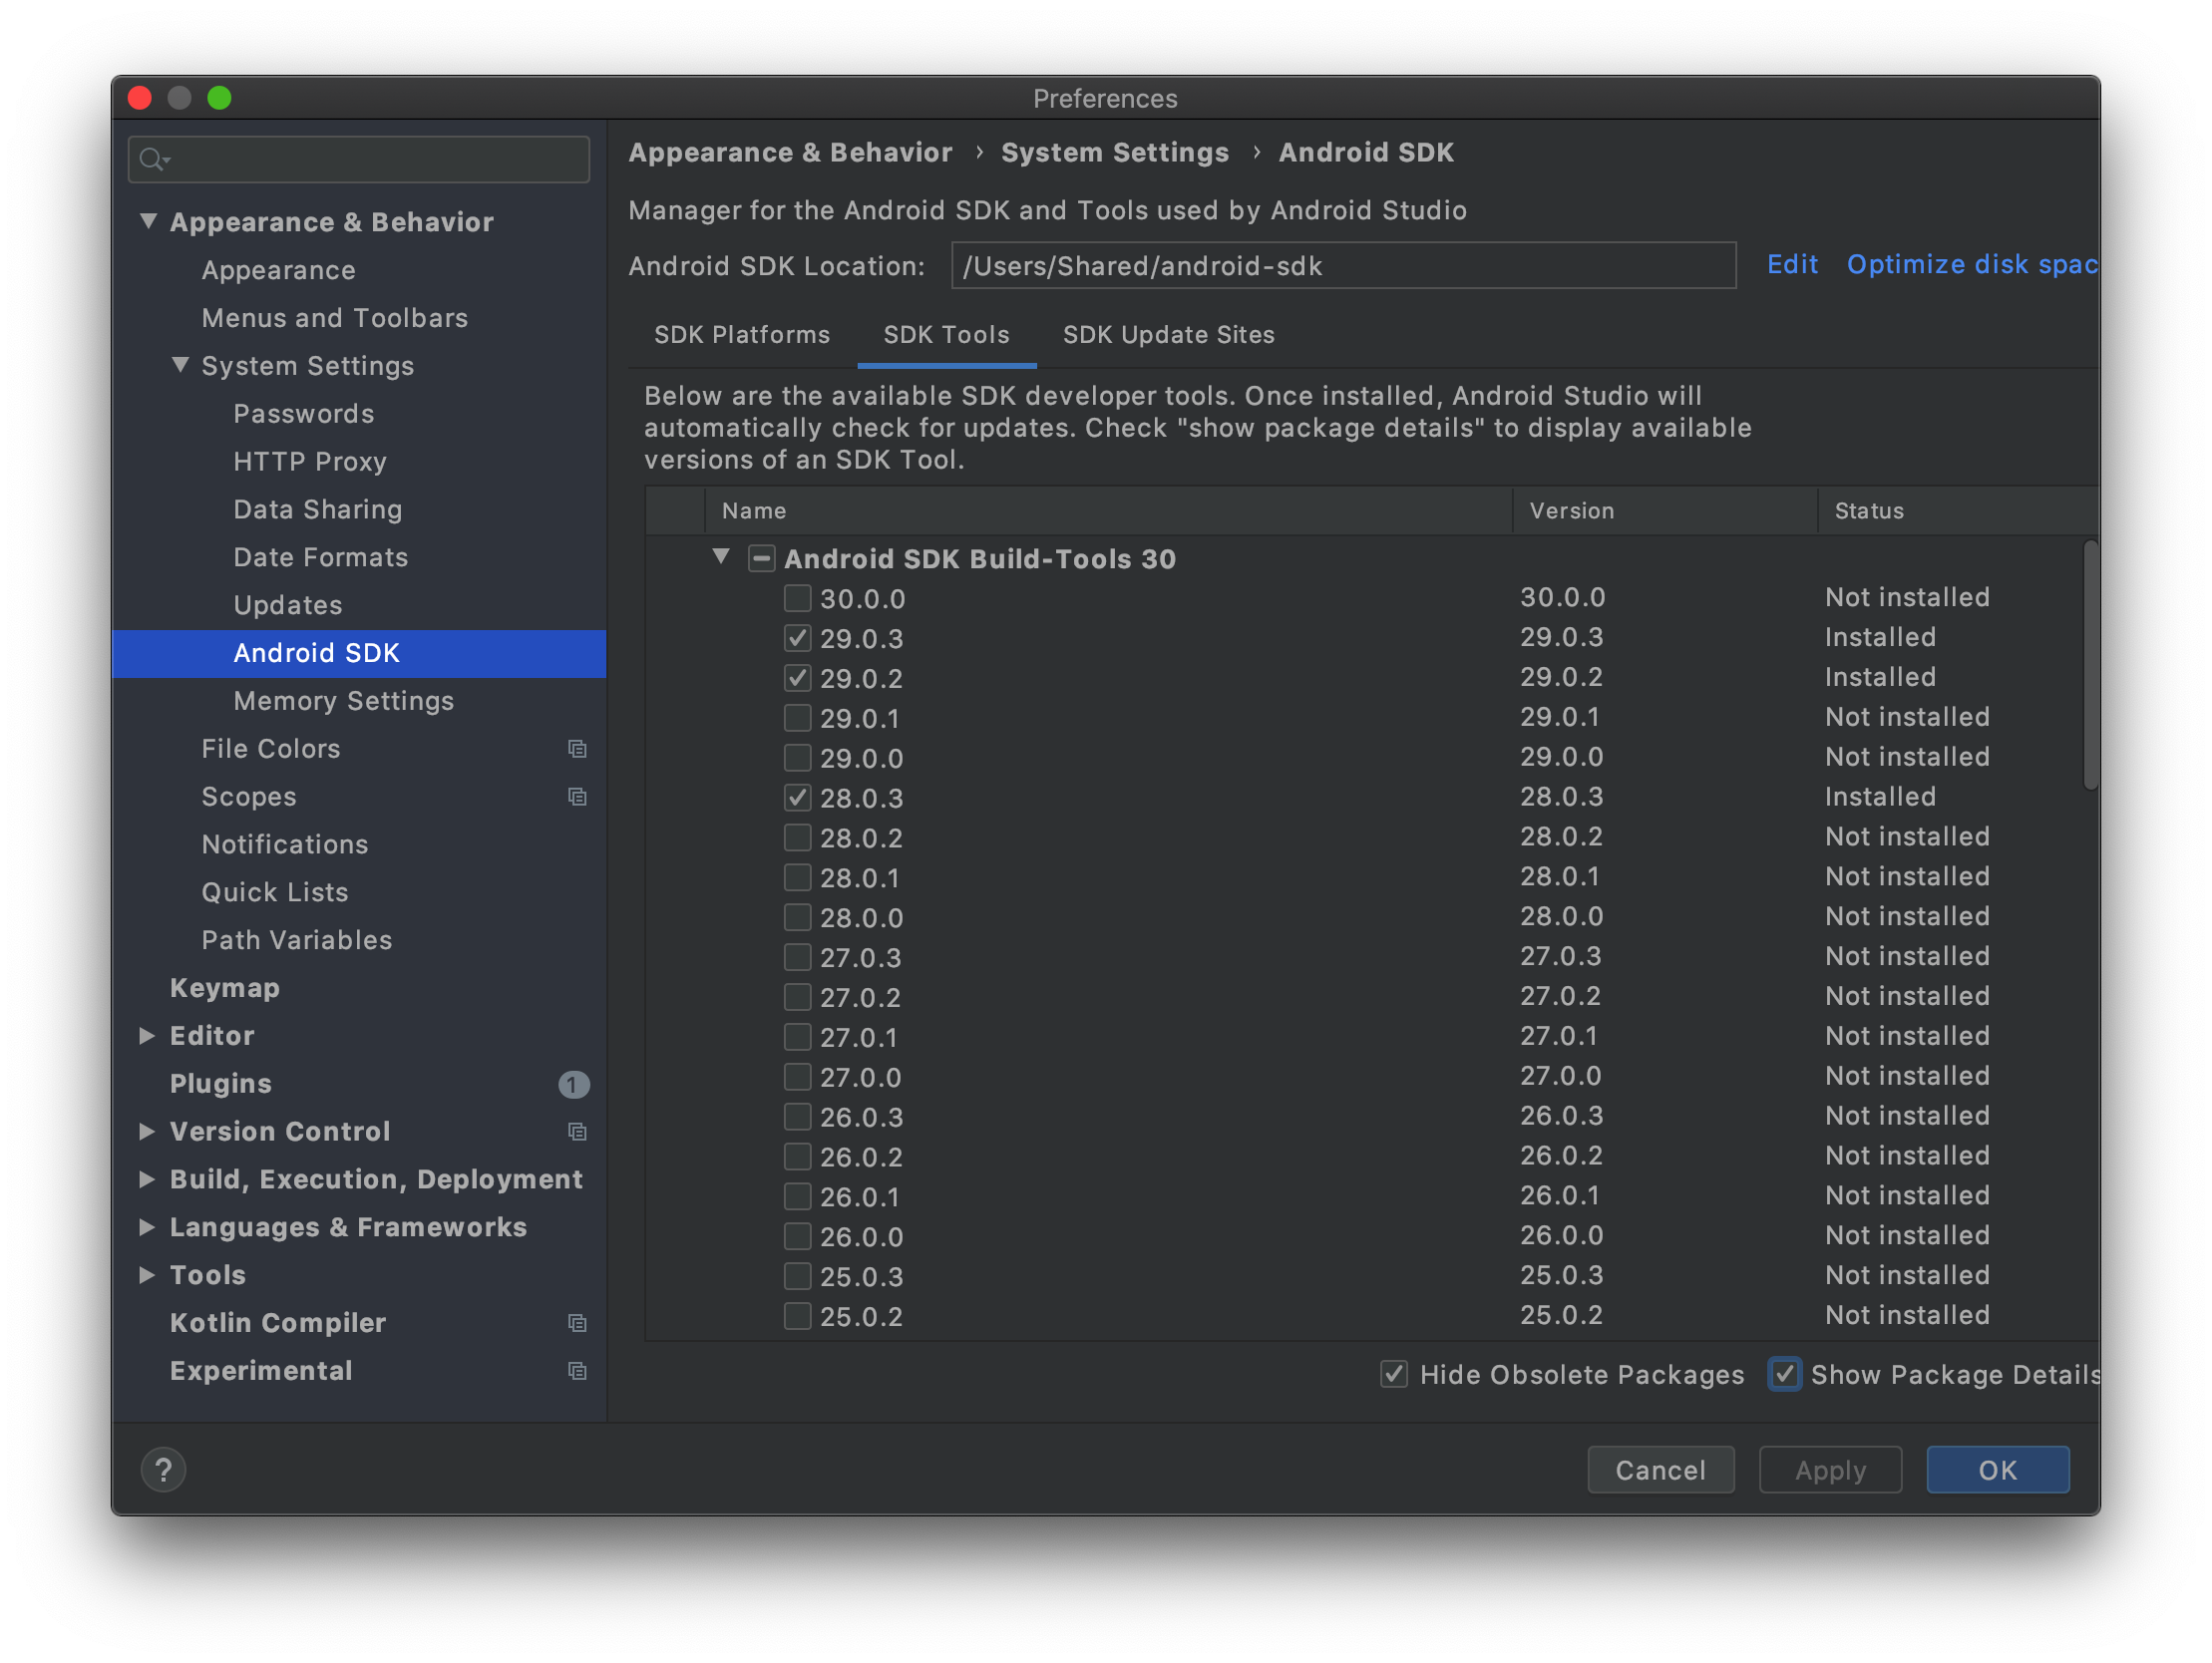 Preferences
Appearance & Behavior
Appearance
Menus and Toolbars
System Settings
Passwords
HTTP Proxy
Data Sharing
Date Formats
Updates
Android SDK
Memory Settings
File Colors
Scopes
Notifications
Quick Lists
Path Variables
Keymap
Editor
Plugins 1
Version Control
Build, Execution, Deployment
Languages & Frameworks
Tools
Kotlin Compiler
Experimental
Appearance & Behavior › System Settings › Android SDK
Manager for the Android SDK and Tools used by Android Studio
Android SDK Location: /Users/Shared/android-sdk Edit Optimize disk spac
SDK Platforms SDK Tools SDK Update Sites
Below are the available SDK developer tools. Once installed, Android Studio will
automatically check for updates. Check "show package details" to display available
versions of an SDK Tool.
Name Version Status
Android SDK Build-Tools 30
30.0.0 30.0.0 Not installed
29.0.3 29.0.3 Installed
29.0.2 29.0.2 Installed
29.0.1 29.0.1 Not installed
29.0.0 29.0.0 Not installed
28.0.3 28.0.3 Installed
28.0.2 28.0.2 Not installed
28.0.1 28.0.1 Not installed
28.0.0 28.0.0 Not installed
27.0.3 27.0.3 Not installed
27.0.2 27.0.2 Not installed
27.0.1 27.0.1 Not installed
27.0.0 27.0.0 Not installed
26.0.3 26.0.3 Not installed
26.0.2 26.0.2 Not installed
26.0.1 26.0.1 Not installed
26.0.0 26.0.0 Not installed
25.0.3 25.0.3 Not installed
25.0.2 25.0.2 Not installed
Hide Obsolete Packages Show Package Details
? Cancel Apply OK